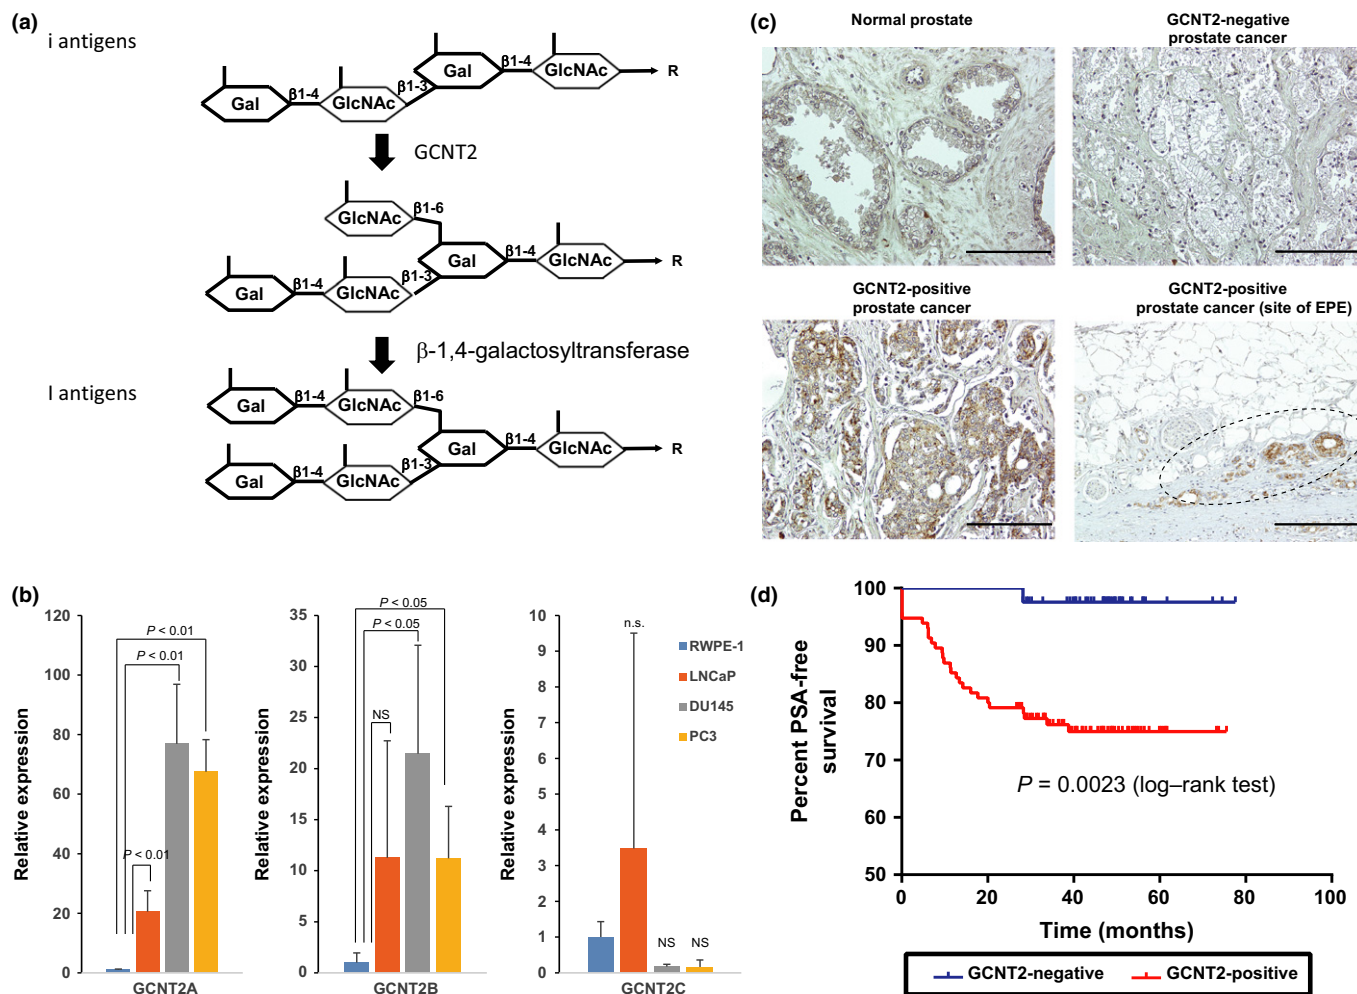 (a)
i antigens
Gal
β1-4
GlcNAc
β1-3
Gal
β1-4
GlcNAc
R
GCNT2
GlcNAc
β1-6
Gal
β1-4
GlcNAc
β1-3
Gal
β1-4
GlcNAc
R
β-1,4-galactosyltransferase
I antigens
Gal
β1-4
GlcNAc
β1-6
Gal
β1-4
GlcNAc
β1-3
Gal
β1-4
GlcNAc
R
(b)
Relative expression
120
100
80
60
40
20
0
P < 0.01
P < 0.01
P < 0.01
GCNT2A
Relative expression
35
30
25
20
15
10
5
0
P < 0.05
P < 0.05
NS
GCNT2B
Relative expression
10
9
8
7
6
5
4
3
2
1
0
n.s.
NS
NS
GCNT2C
RWPE-1
LNCaP
DU145
PC3
(c)
Normal prostate
GCNT2-negative
prostate cancer
GCNT2-positive
prostate cancer
GCNT2-positive
prostate cancer (site of EPE)
(d)
Percent PSA-free
survival
100
90
80
70
60
50
0
20
40
60
80
100
P = 0.0023 (log–rank test)
Time (months)
GCNT2-negative
GCNT2-positive